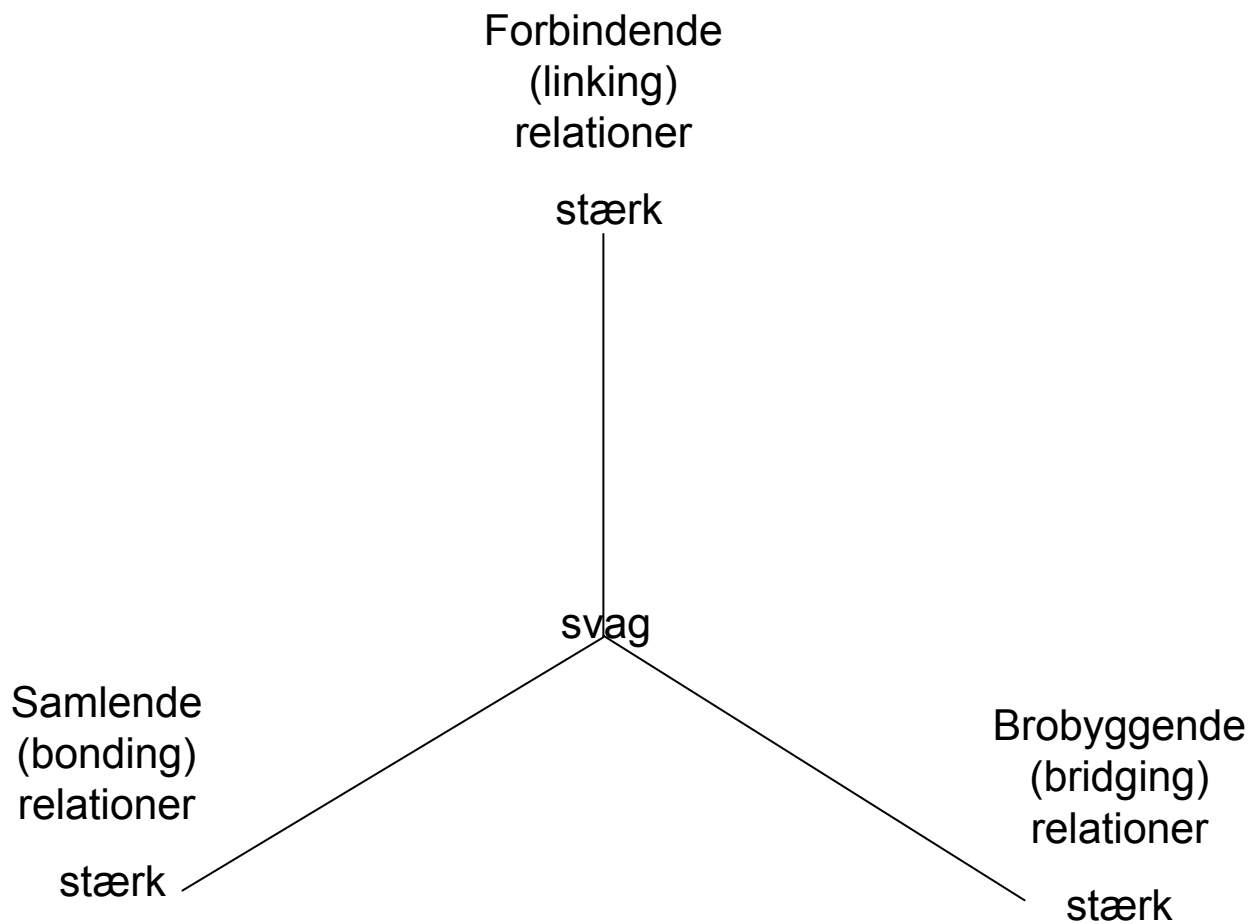 Forbindende
(linking)
relationer
stærk
svag
Samlende
(bonding)
relationer
stærk
Brobyggende
(bridging)
relationer
stærk